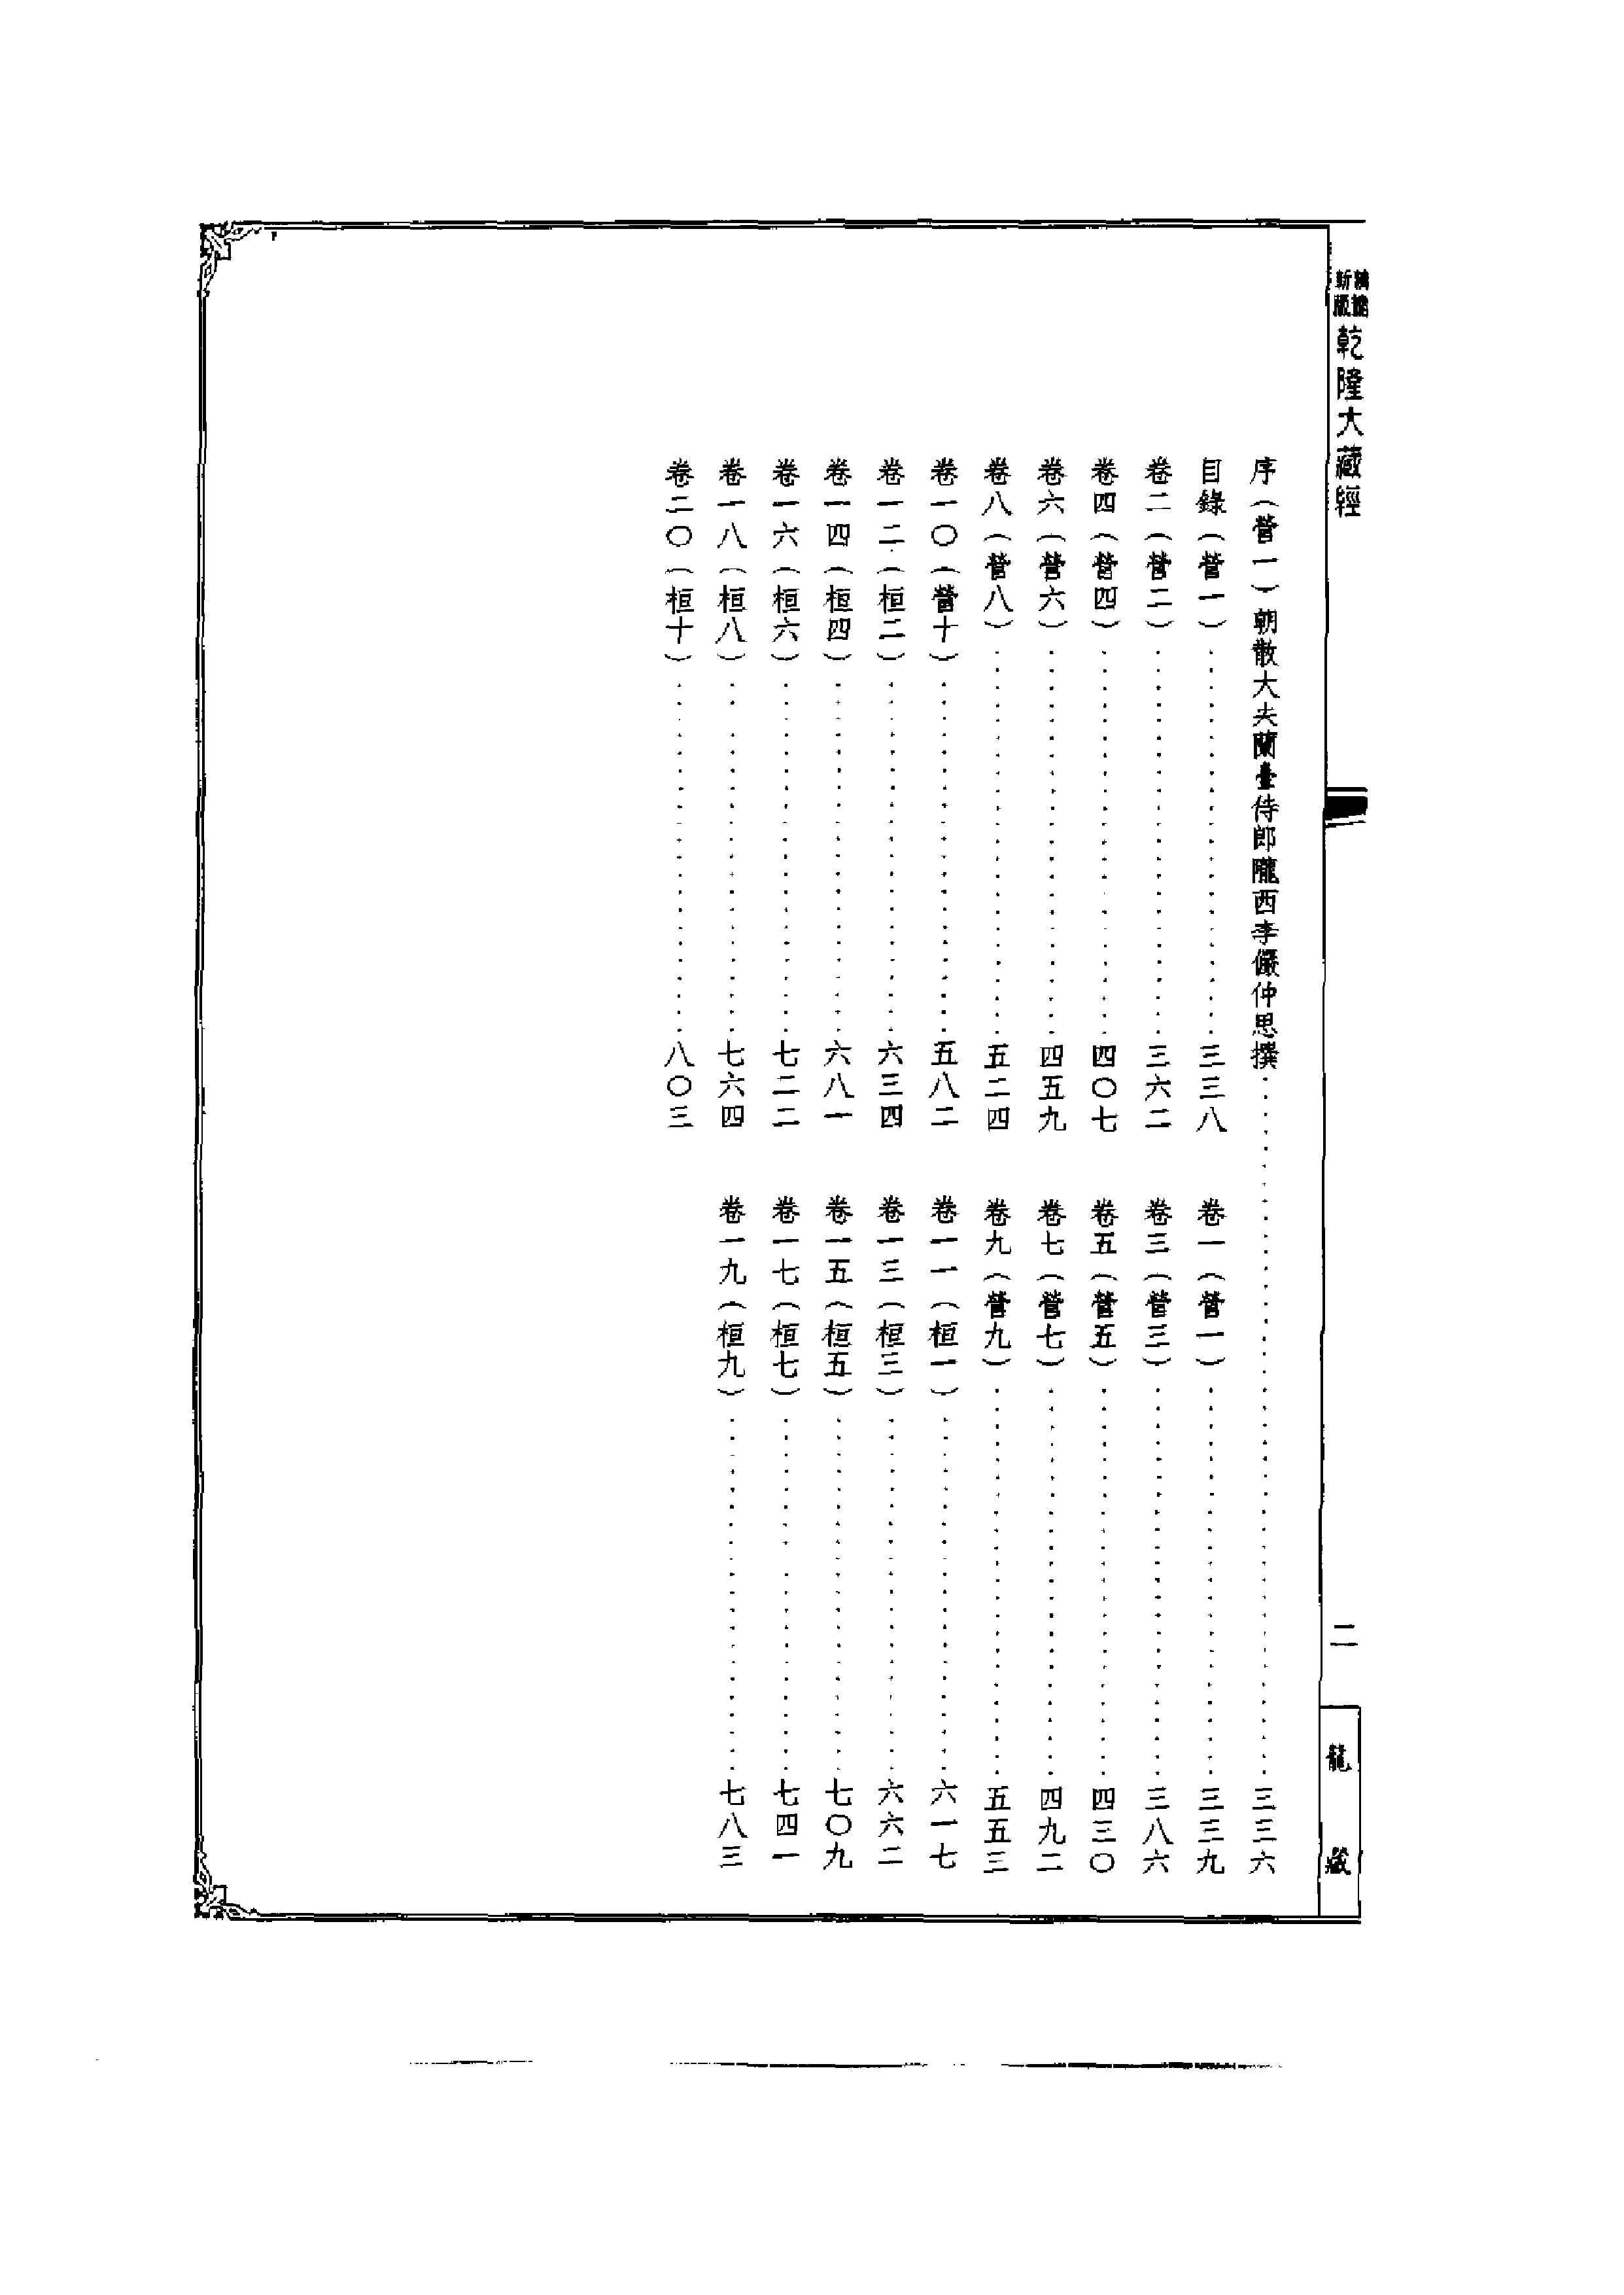 新版
乾隆大藏經
二
龍藏
序（營一）朝散大夫蘭臺侍郎隴西李儼仲思撰……三三六
目錄（營一）……三三八
卷一（營一）……三三九
卷二（營二）……三六二
卷三（營三）……三八六
卷四（營四）……四〇七
卷五（營五）……四三〇
卷六（營六）……四五九
卷七（營七）……四九二
卷八（營八）……五二四
卷九（營九）……五五三
卷一〇（營十）……五八二
卷一一（桓一）……六一七
卷一二（桓二）……六三四
卷一三（桓三）……六六二
卷一四（桓四）……六八一
卷一五（桓五）……七〇九
卷一六（桓六）……七二二
卷一七（桓七）……七四一
卷一八（桓八）……七六四
卷一九（桓九）……七八三
卷二〇（桓十）……八〇三